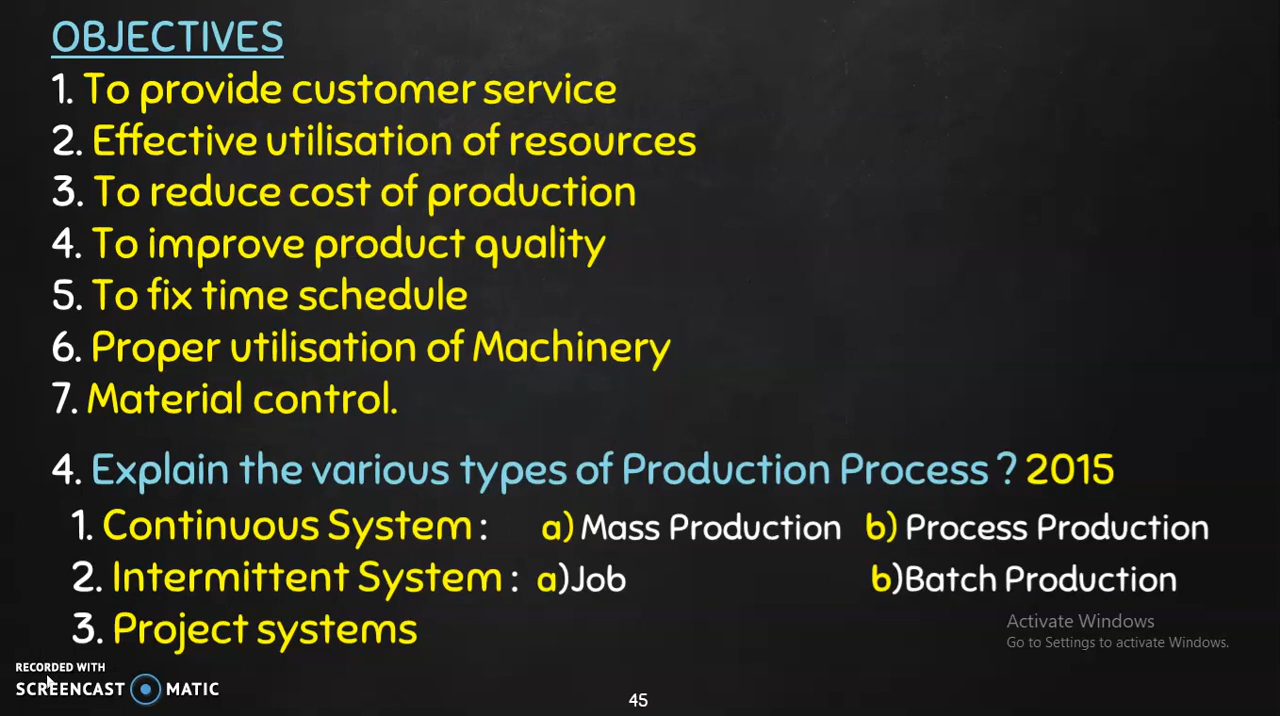 OBJECTIVES
1. To provide customer service
2. Effective utilisation of resources
3. To reduce cost of production
4. To improve product quality
5. To fix time schedule
6. Proper utilisation of Machinery
7. Material control.
4. Explain the various types of Production Process ? 2015
1. Continuous System : a) Mass Production b) Process Production
2. Intermittent System : a)Job b)Batch Production
3. Project systems
Activate Windows
Go to Settings to activate Windows.
RECORDED WITH
SCREENCAST MATIC
45